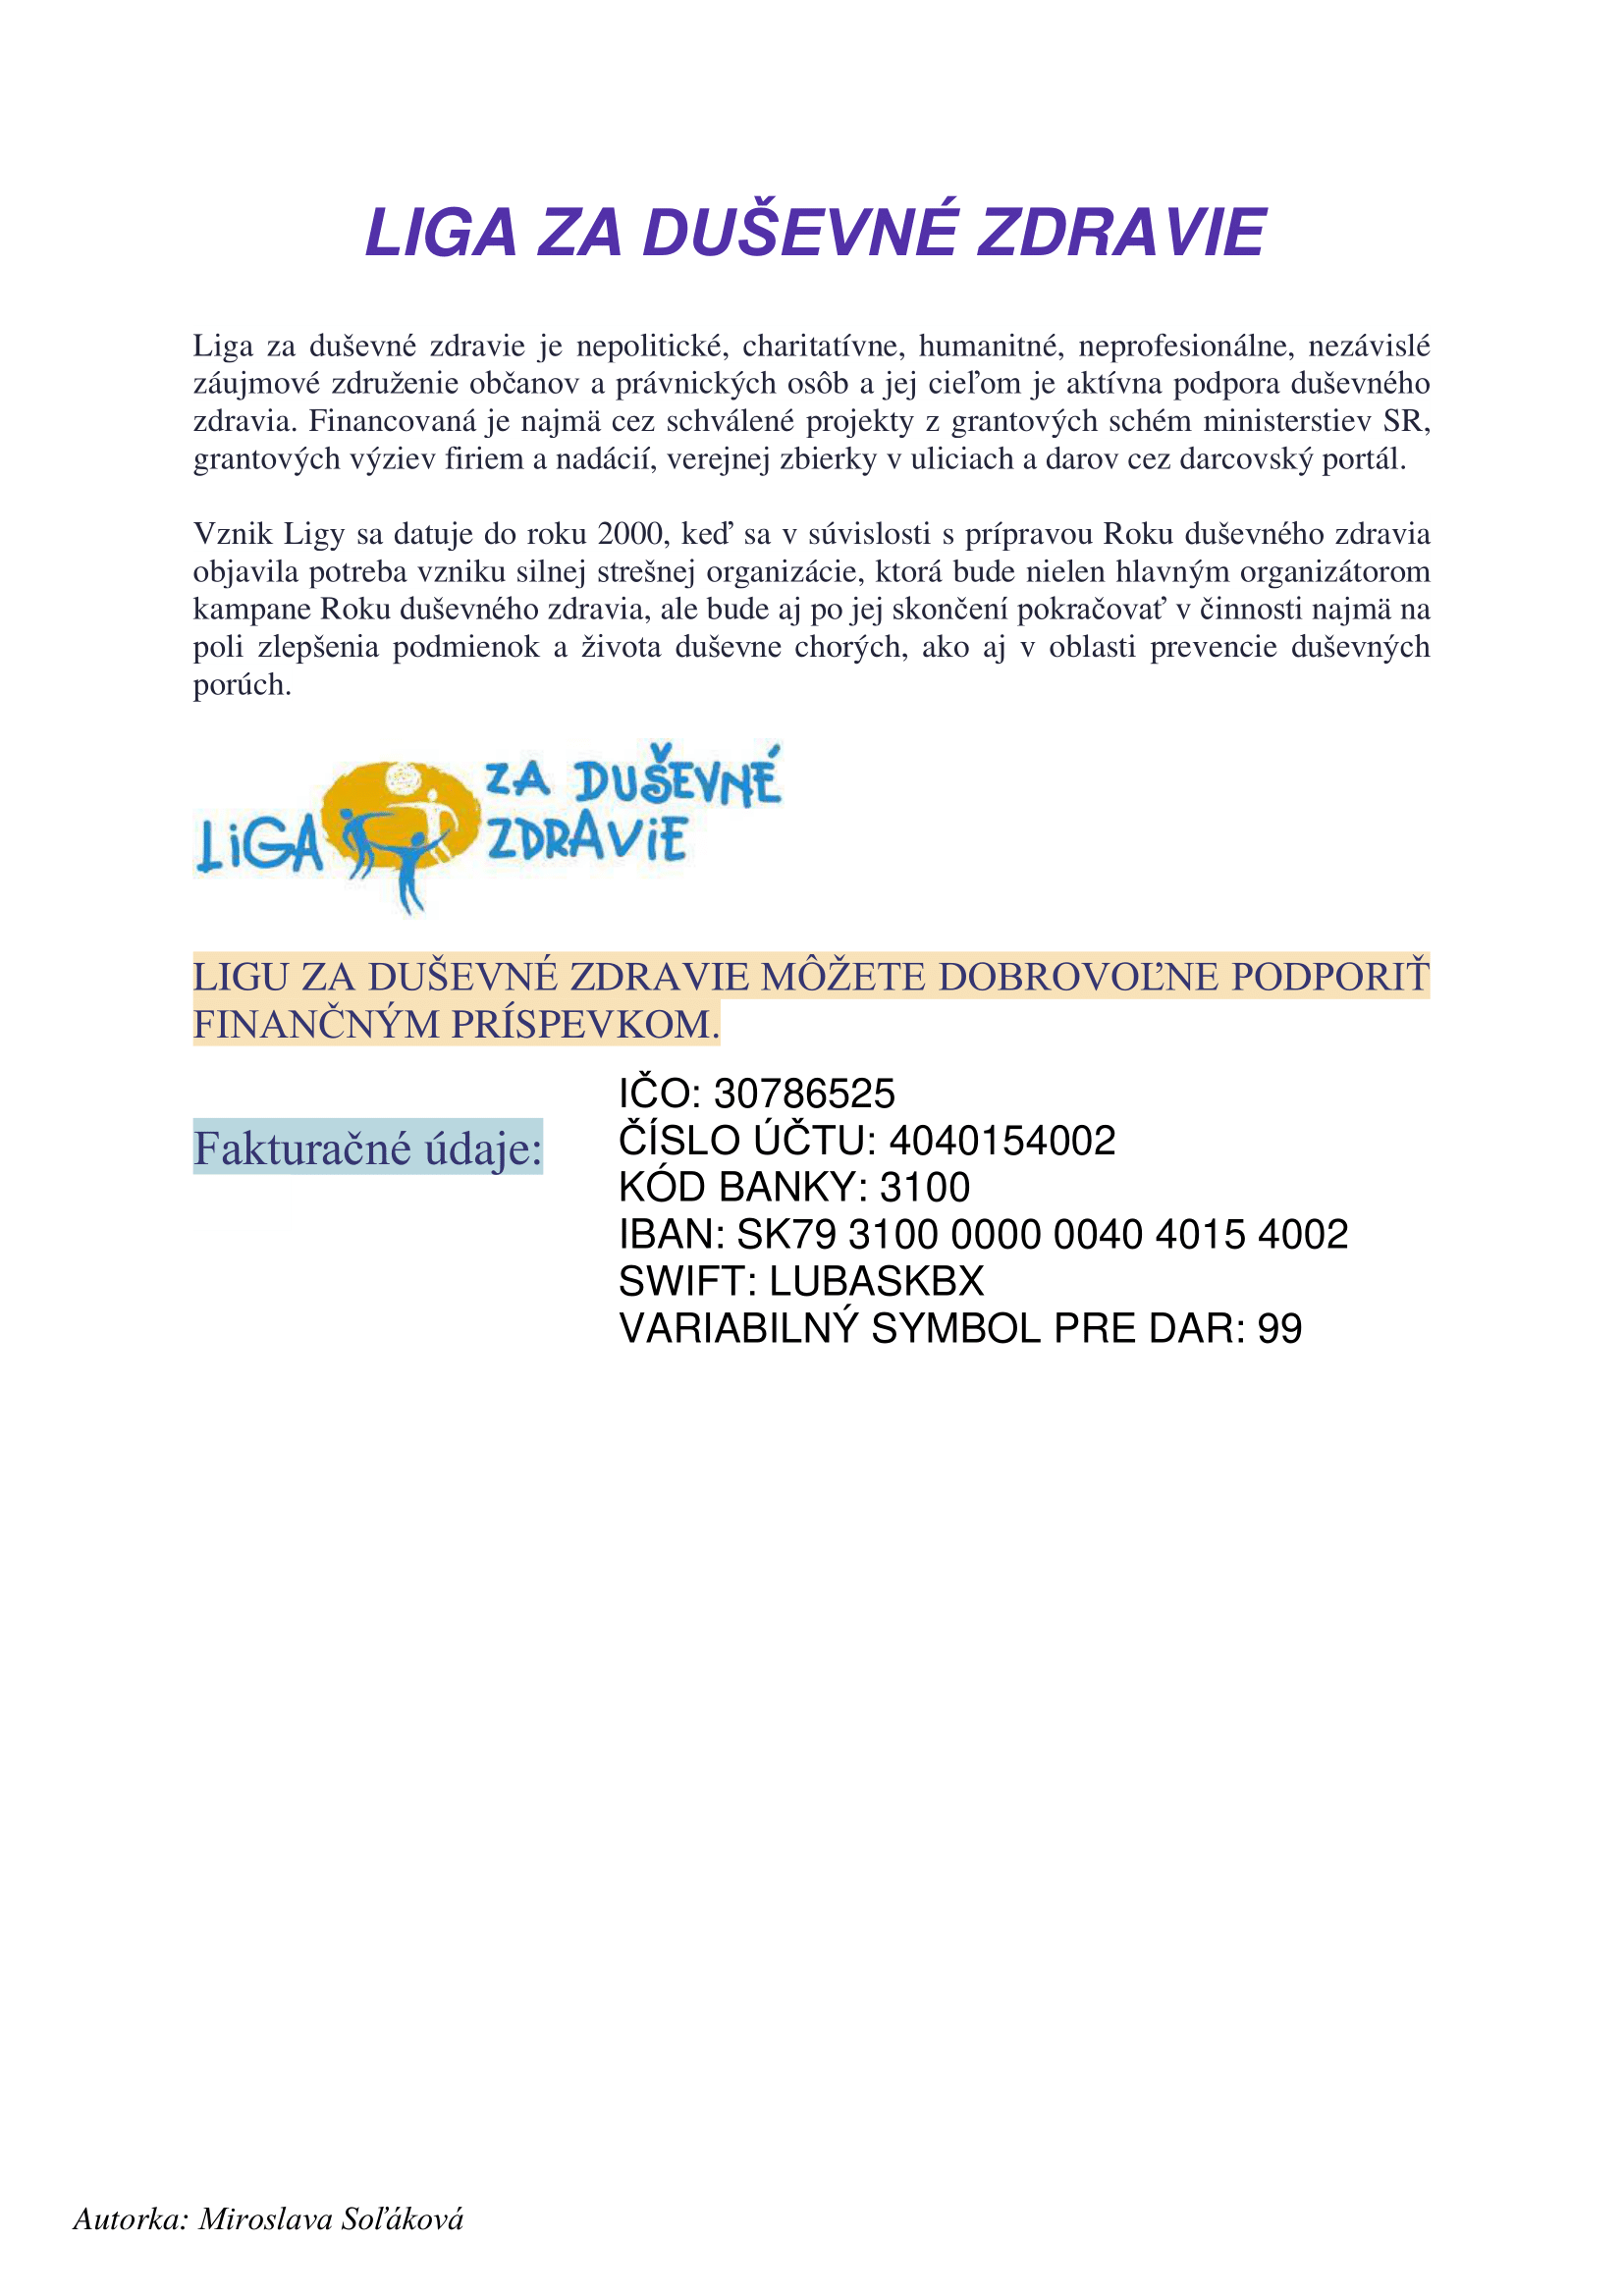 LIGA ZA DUŠEVNÉ ZDRAVIE
Liga za duševné zdravie je nepolitické, charitatívne, humanitné, neprofesionálne, nezávislé
záujmové združenie občanov a právnických osôb a jej cieľom je aktívna podpora duševného
zdravia. Financovaná je najmä cez schválené projekty z grantových schém ministerstiev SR,
grantových výziev firiem a nadácií, verejnej zbierky v uliciach a darov cez darcovský portál.
Vznik Ligy sa datuje do roku 2000, keď sa v súvislosti s prípravou Roku duševného zdravia
objavila potreba vzniku silnej strešnej organizácie, ktorá bude nielen hlavným organizátorom
kampane Roku duševného zdravia, ale bude aj po jej skončení pokračovať v činnosti najmä na
poli zlepšenia podmienok a života duševne chorých, ako aj v oblasti prevencie duševných
porúch.
LiGA ZA DUŠEVNÉ
ZDRAViE
LIGU ZA DUŠEVNÉ ZDRAVIE MÔŽETE DOBROVOĽNE PODPORIŤ
FINANČNÝM PRÍSPEVKOM.
Fakturačné údaje:
IČO: 30786525
ČÍSLO ÚČTU: 4040154002
KÓD BANKY: 3100
IBAN: SK79 3100 0000 0040 4015 4002
SWIFT: LUBASKBX
VARIABILNÝ SYMBOL PRE DAR: 99
Autorka: Miroslava Soľáková